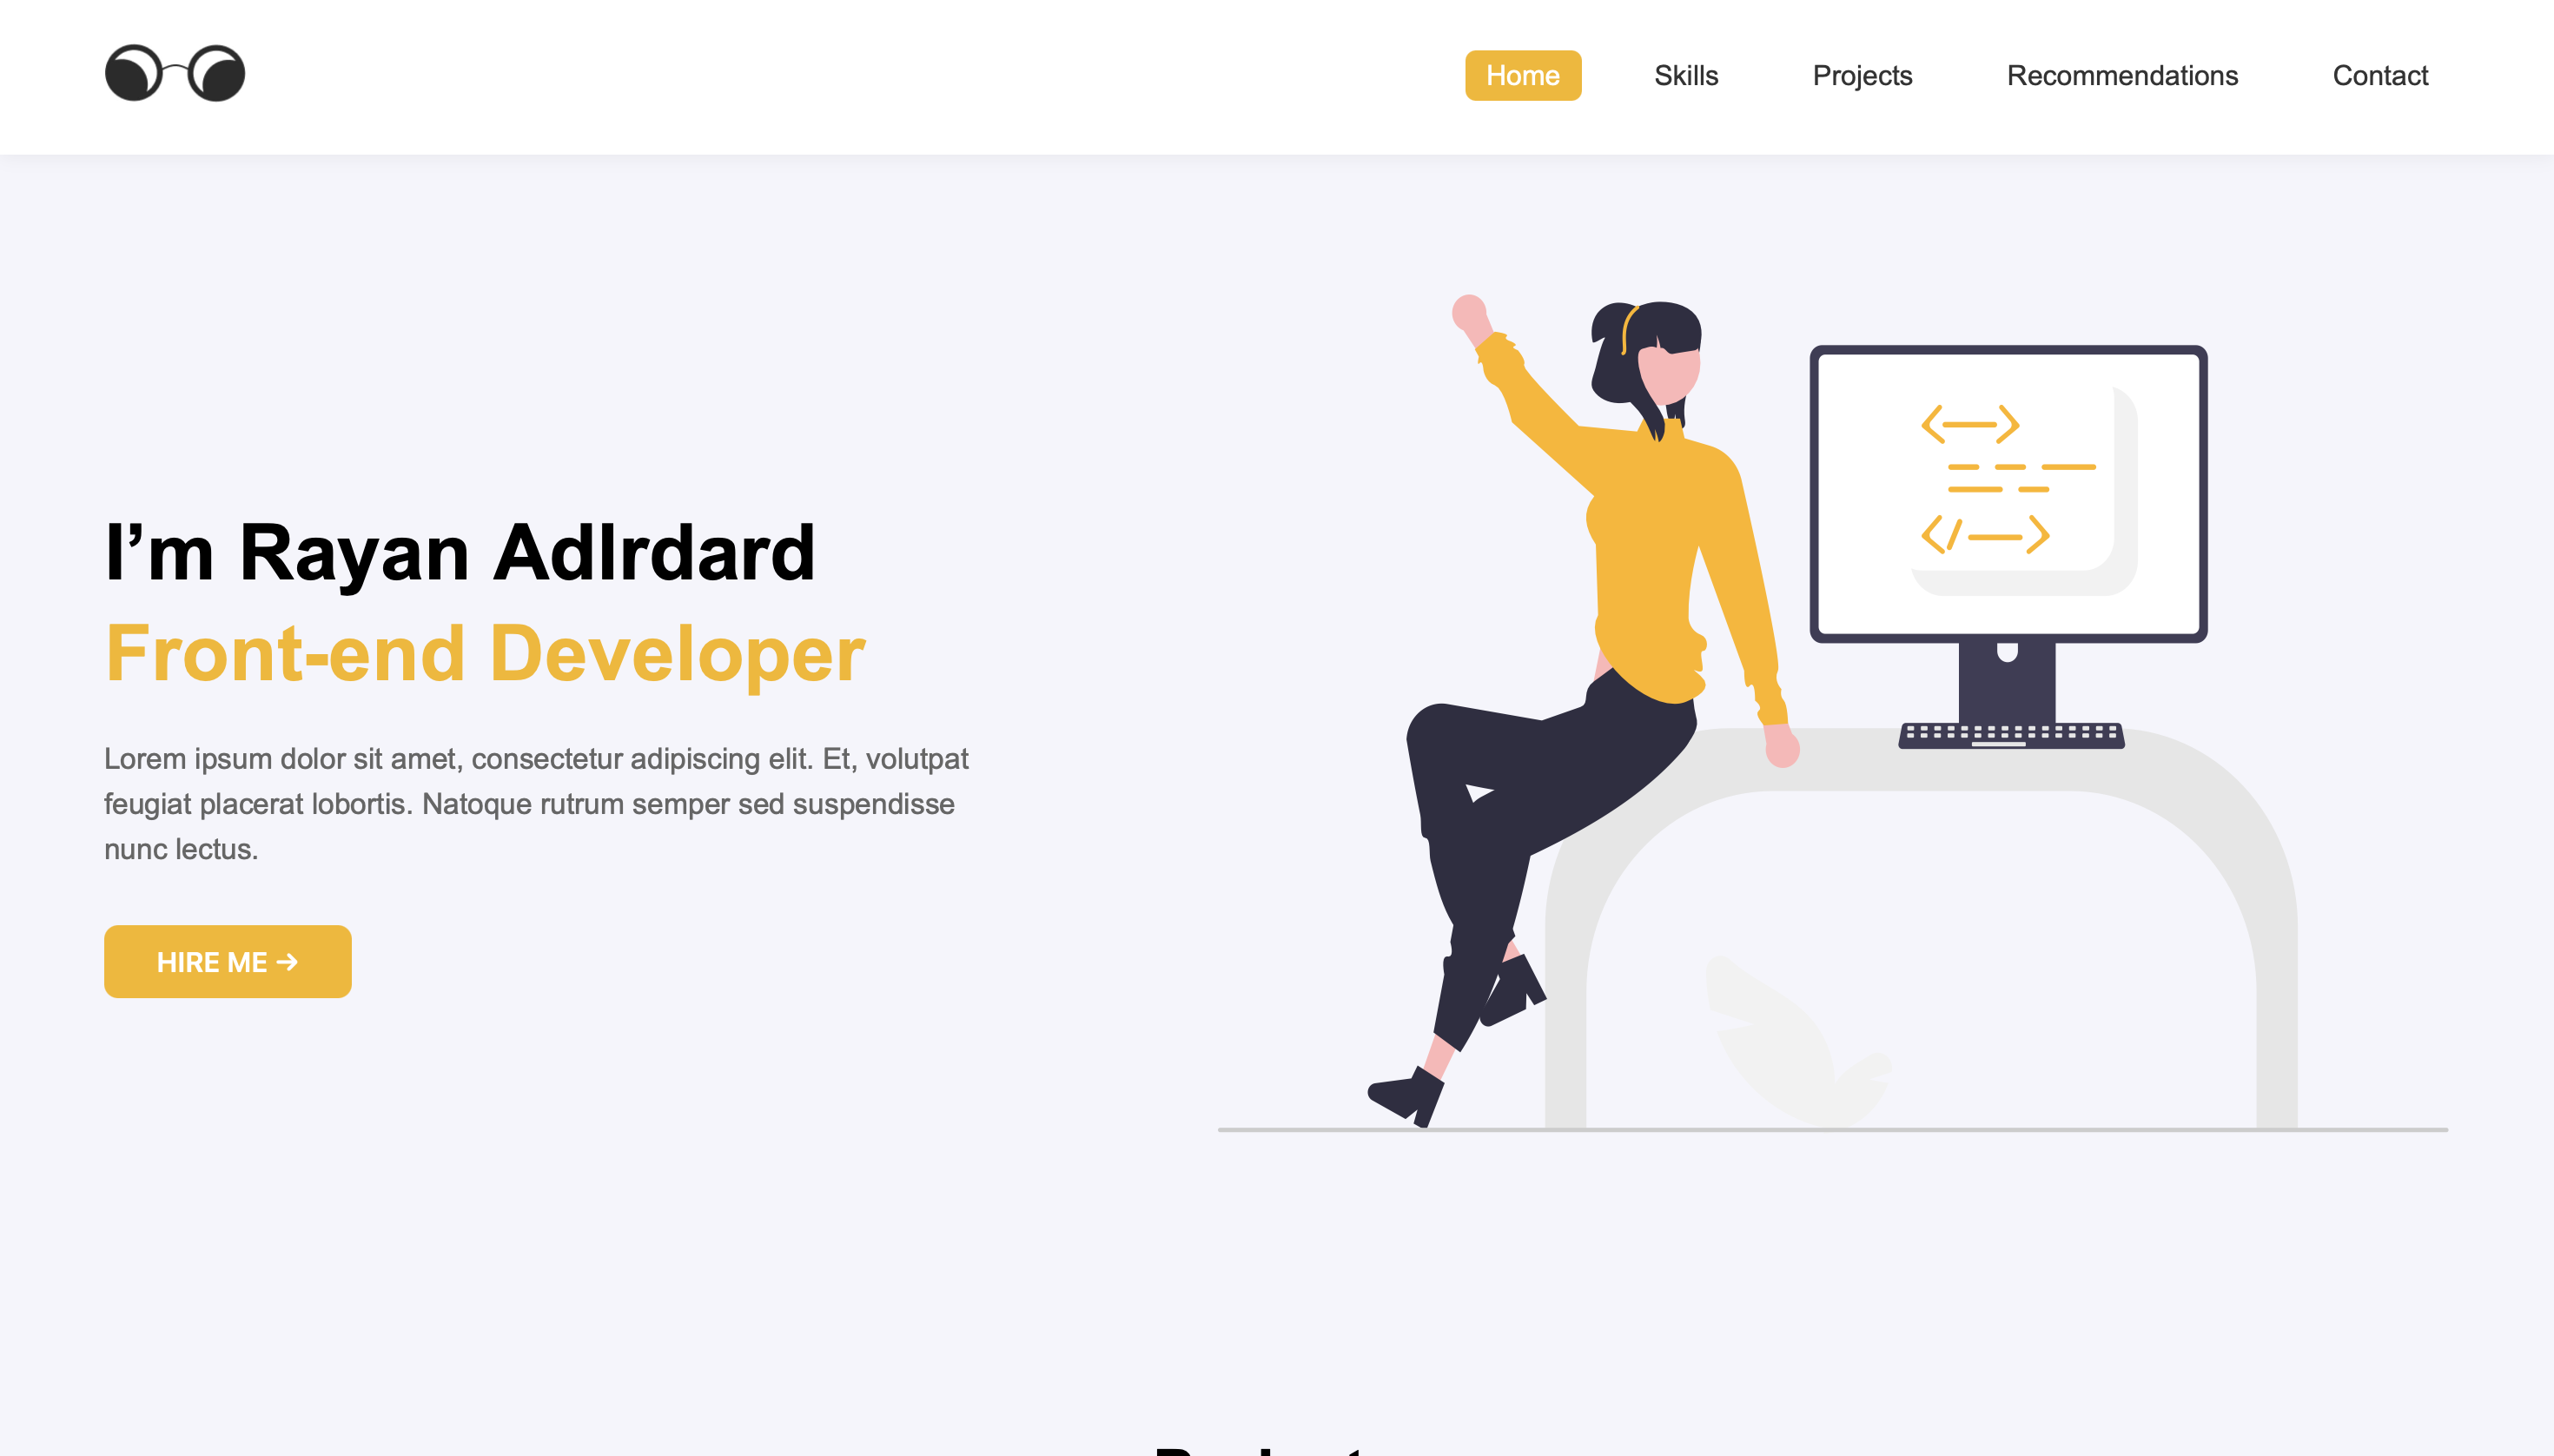 Home Skills Projects Recommendations Contact
I’m Rayan Adlrdard
Front-end Developer
Lorem ipsum dolor sit amet, consectetur adipiscing elit. Et, volutpat
feugiat placerat lobortis. Natoque rutrum semper sed suspendisse
nunc lectus.
HIRE ME →